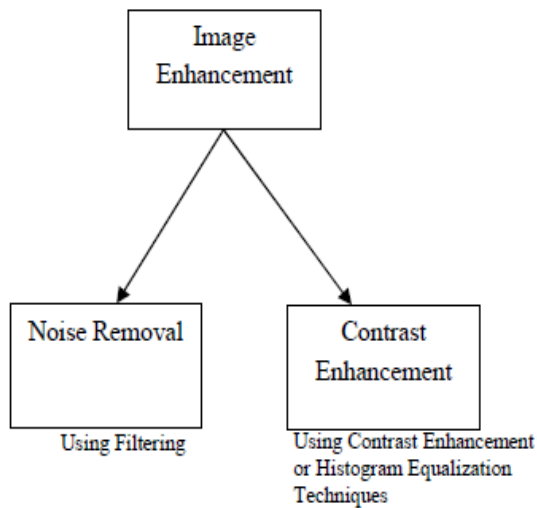 Image
Enhancement
Noise Removal
Using Filtering
Contrast
Enhancement
Using Contrast Enhancement
or Histogram Equalization
Techniques